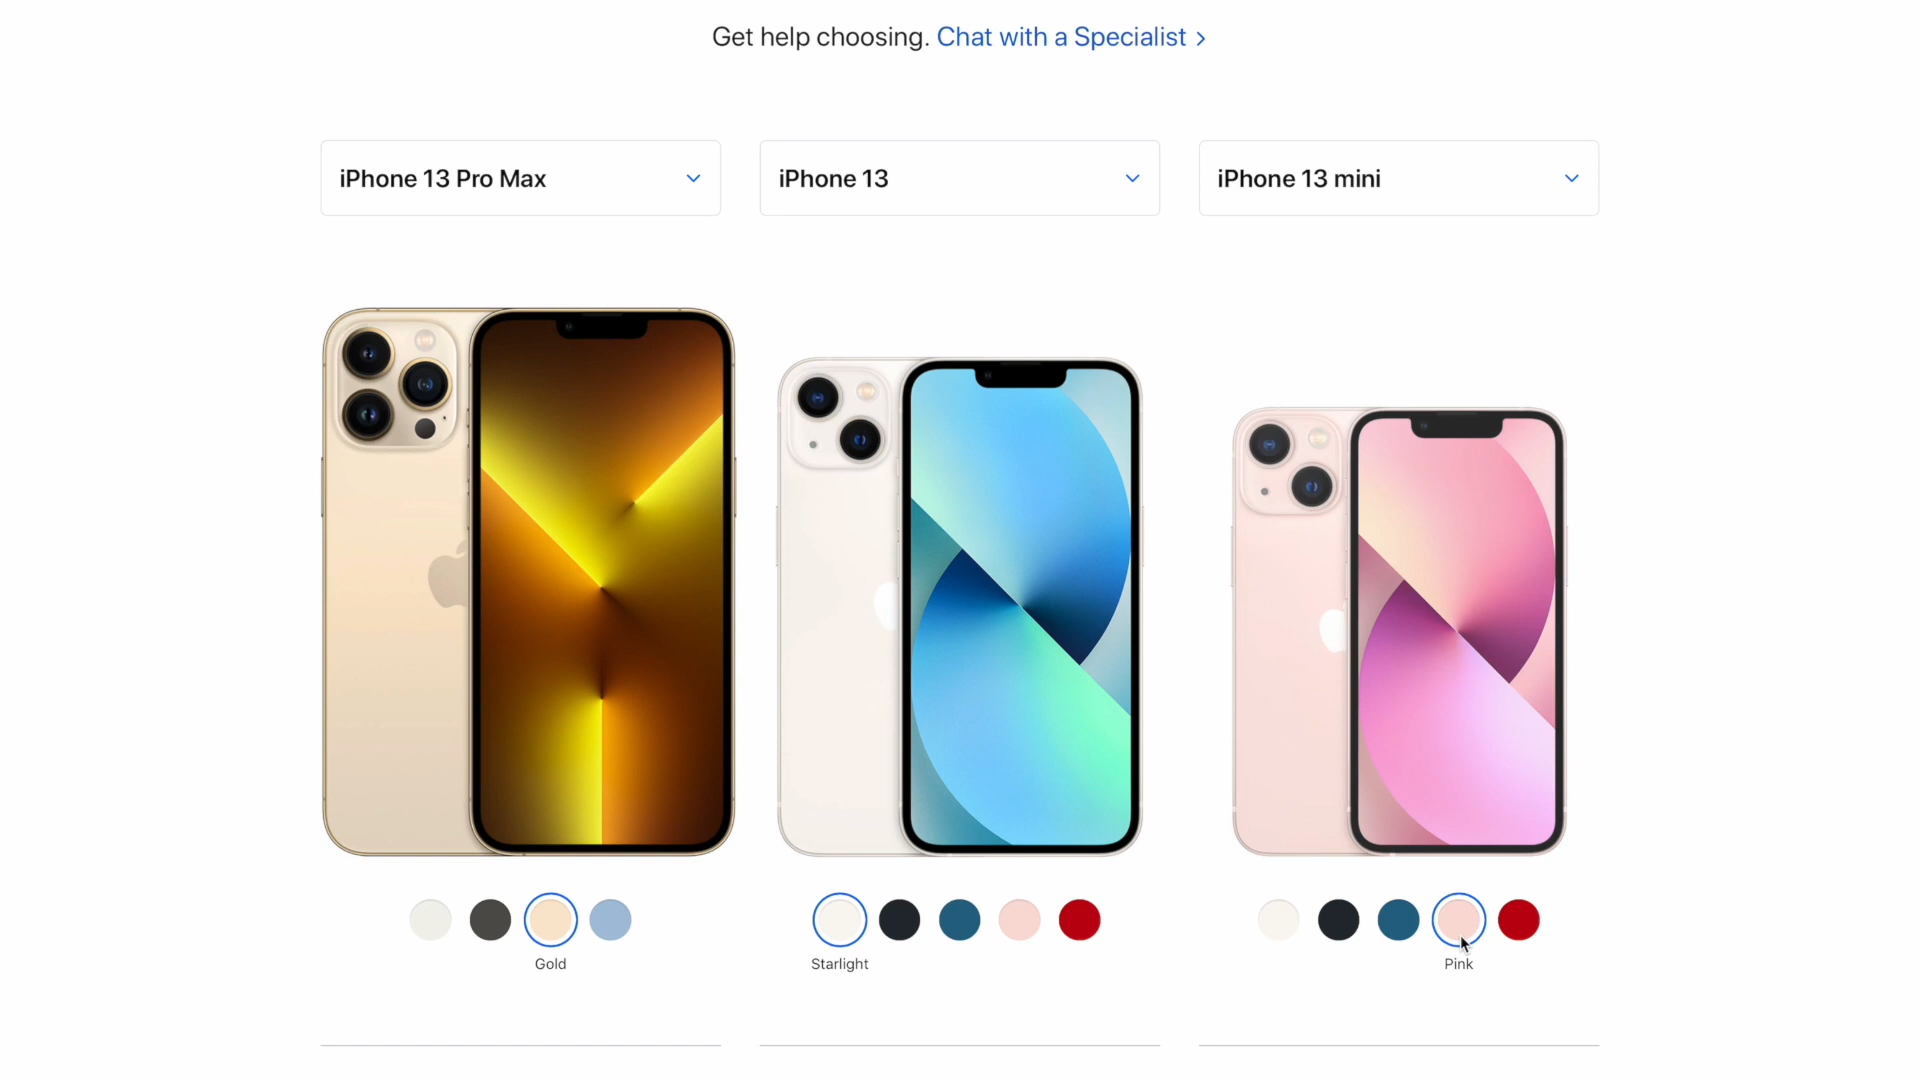 Get help choosing. Chat with a Specialist >
iPhone 13 Pro Max
iPhone 13
iPhone 13 mini
Gold
Starlight
Pink